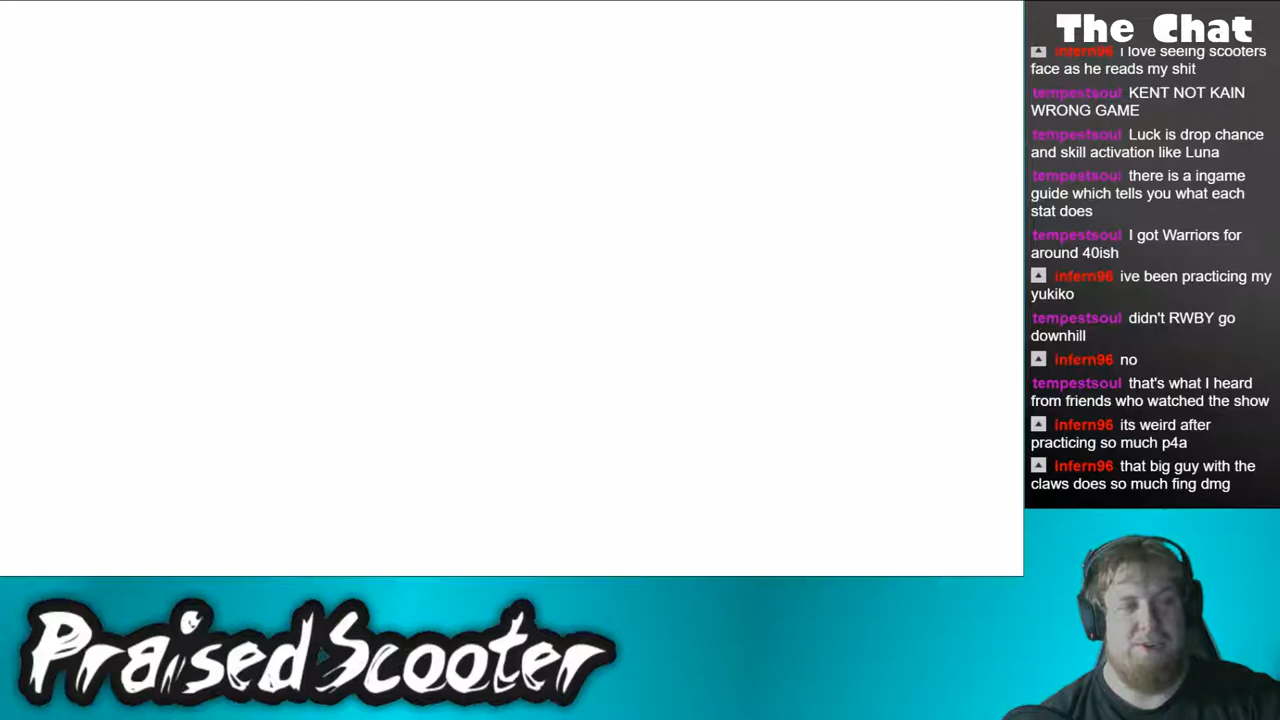 The Chat
infern96 i love seeing scooters
face as he reads my shit
tempestsoul KENT NOT KAIN
WRONG GAME
tempestsoul Luck is drop chance
and skill activation like Luna
tempestsoul there is a ingame
guide which tells you what each
stat does
tempestsoul I got Warriors for
around 40ish
infern96 ive been practicing my
yukiko
tempestsoul didn't RWBY go
downhill
infern96 no
tempestsoul that's what I heard
from friends who watched the show
infern96 its weird after
practicing so much p4a
infern96 that big guy with the
claws does so much fing dmg
Praised Scooter